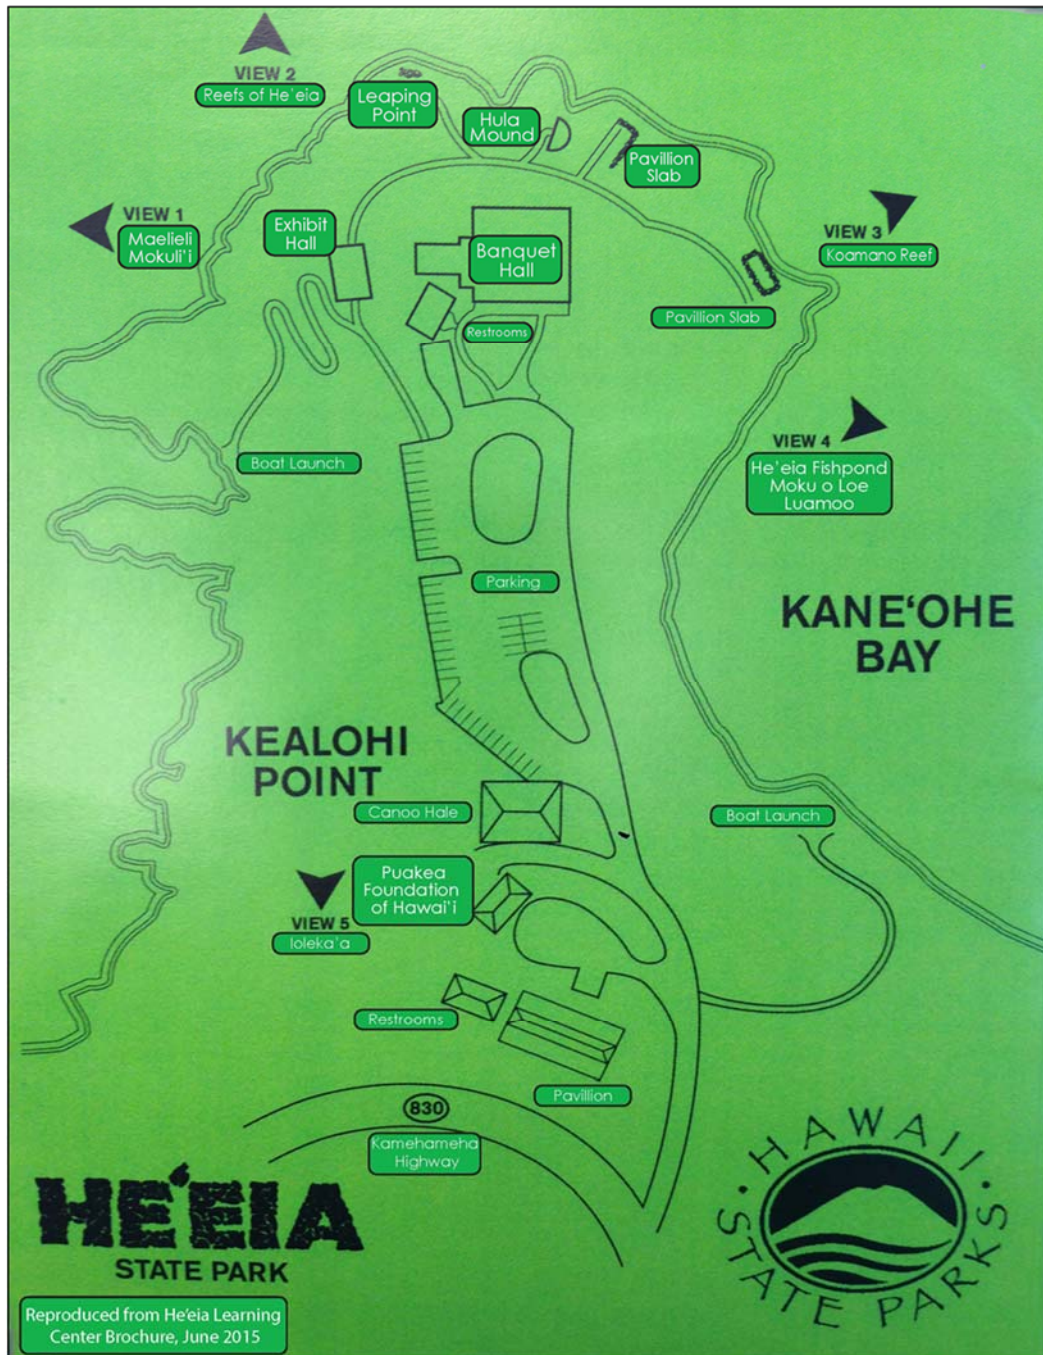 VIEW 2
Reefs of He'eia
Leaping
Point
Hula
Mound
Pavillion
Slab
VIEW 1
Maelieli
Mokuli'i
Exhibit
Hall
Banquet
Hall
VIEW 3
Koamano Reef
Pavillion Slab
Restrooms
Boat Launch
VIEW 4
He'eia Fishpond
Moku o Loe
Luamoo
Parking
KANE'OHE
BAY
KEALOHI
POINT
Canoo Hale
Boat Launch
Puakea
Foundation
of Hawai'i
VIEW 5
Ioleka'a
Restrooms
Pavillion
830
Kamehameha
Highway
HE'EIA
STATE PARK
Reproduced from He'eia Learning
Center Brochure, June 2015
· HAWAII ·
STATE PARKS